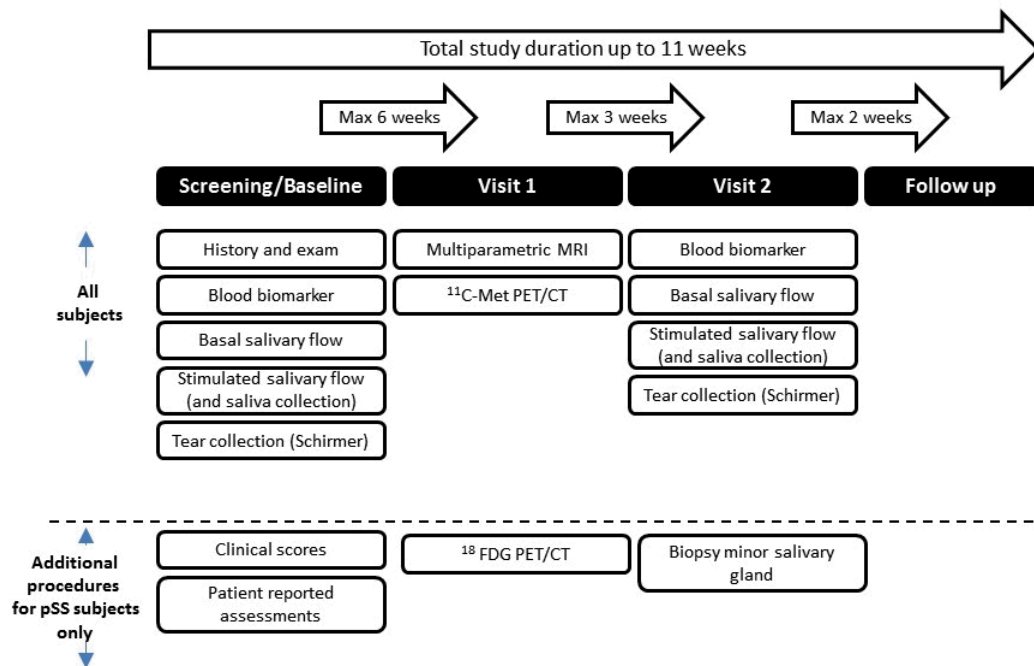 Total study duration up to 11 weeks
Max 6 weeks
Max 3 weeks
Max 2 weeks
Screening/Baseline
Visit 1
Visit 2
Follow up
All
subjects
History and exam
Blood biomarker
Basal salivary flow
Stimulated salivary flow
(and saliva collection)
Tear collection (Schirmer)
Multiparametric MRI
¹¹C-Met PET/CT
Blood biomarker
Basal salivary flow
Stimulated salivary flow
(and saliva collection)
Tear collection (Schirmer)
Additional
procedures
for pSS subjects
only
Clinical scores
Patient reported
assessments
¹⁸ FDG PET/CT
Biopsy minor salivary
gland